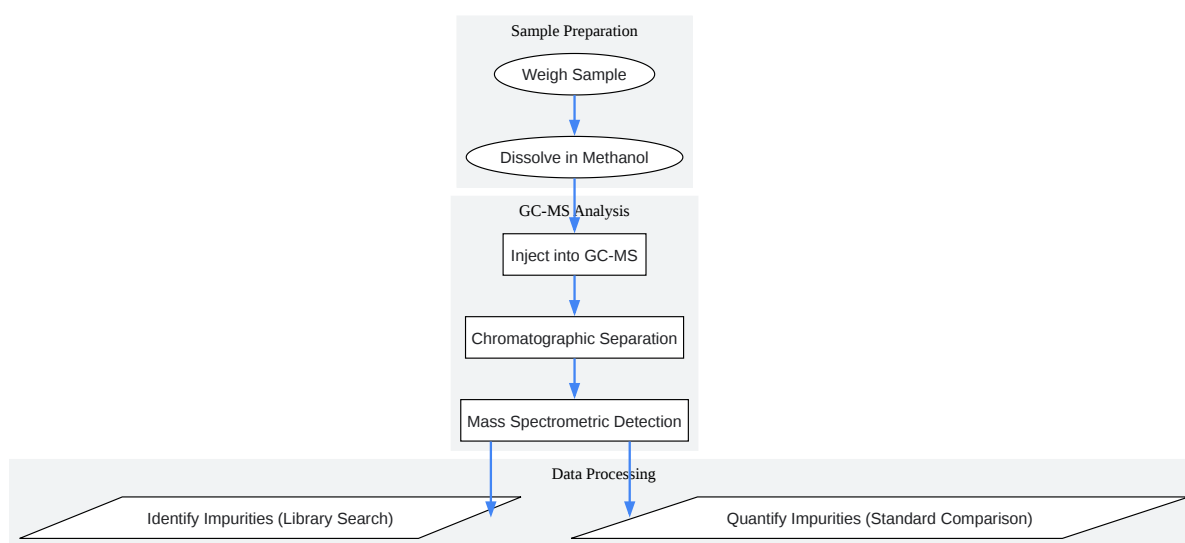 Sample Preparation
Weigh Sample
Dissolve in Methanol
GC-MS Analysis
Inject into GC-MS
Chromatographic Separation
Mass Spectrometric Detection
Data Processing
Identify Impurities (Library Search)
Quantify Impurities (Standard Comparison)